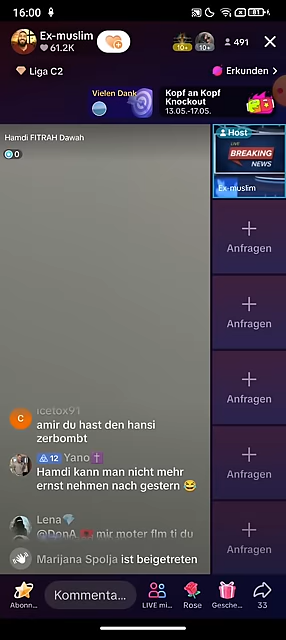 16:00
81
Ex-muslim
61.2K
10+
10+
491
Liga C2
Erkunden
Vielen Dank
Kopf an Kopf
Knockout
13.05.-17.05.
Hamdi FITRAH Dawah
0
Host
LIVE
BREAKING
NEWS
Ex-muslim
Anfragen
Anfragen
Anfragen
Anfragen
Anfragen
C
icetox91
amir du hast den hansi
zerbombt
12 Yano✝️
Hamdi kann man nicht mehr
ernst nehmen nach gestern 😂
Lena💎
@DonA. 🇦🇱 mir moter flm ti du
Marijana Spolja ist beigetreten
Abonn...
Kommenta...
LIVE mi...
Rose
Gesche...
33